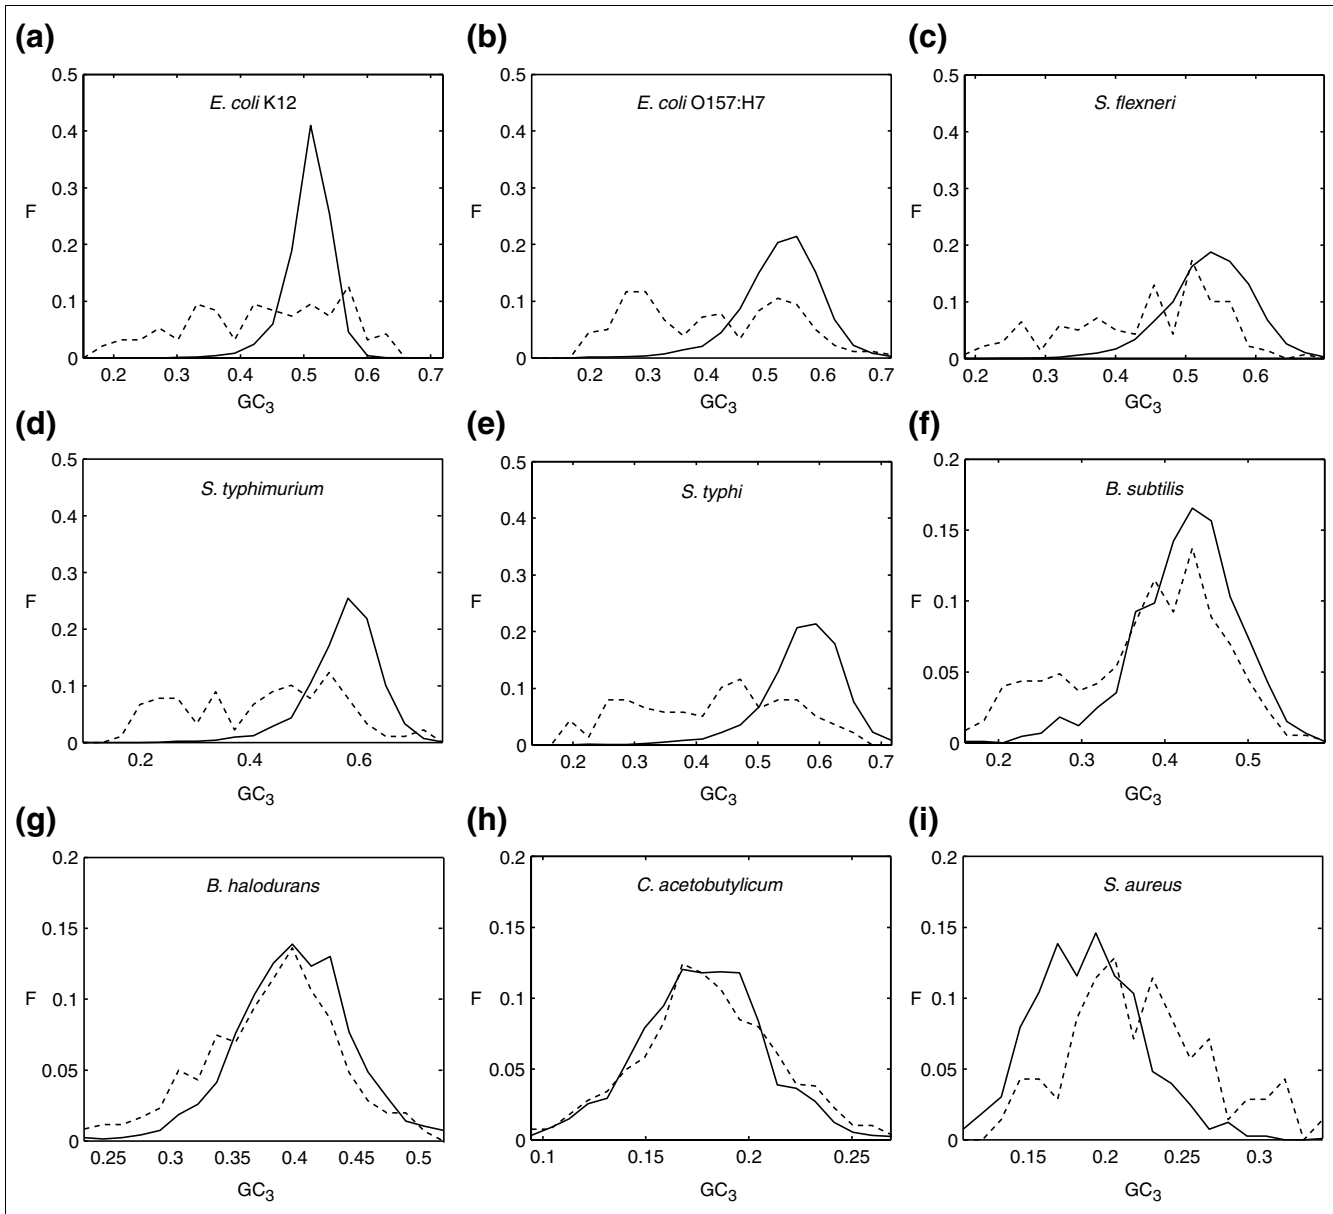 (a)
E. coli K12
0.5
0.4
0.3
F
0.2
0.1
0
0.2 0.3 0.4 0.5 0.6 0.7
GC3
(b)
E. coli O157:H7
0.5
0.4
0.3
F
0.2
0.1
0
0.2 0.3 0.4 0.5 0.6 0.7
GC3
(c)
S. flexneri
0.5
0.4
0.3
F
0.2
0.1
0
0.2 0.3 0.4 0.5 0.6
GC3
(d)
S. typhimurium
0.5
0.4
0.3
F
0.2
0.1
0
0.2 0.4 0.6
GC3
(e)
S. typhi
0.5
0.4
0.3
F
0.2
0.1
0
0.2 0.3 0.4 0.5 0.6 0.7
GC3
(f)
0.2
B. subtilis
0.15
F
0.1
0.05
0
0.2 0.3 0.4 0.5
GC3
(g)
0.2
B. halodurans
0.15
F
0.1
0.05
0
0.25 0.3 0.35 0.4 0.45 0.5
GC3
(h)
0.2
C. acetobutylicum
0.15
F
0.1
0.05
0
0.1 0.15 0.2 0.25
GC3
(i)
0.2
S. aureus
0.15
F
0.1
0.05
0
0.15 0.2 0.25 0.3
GC3